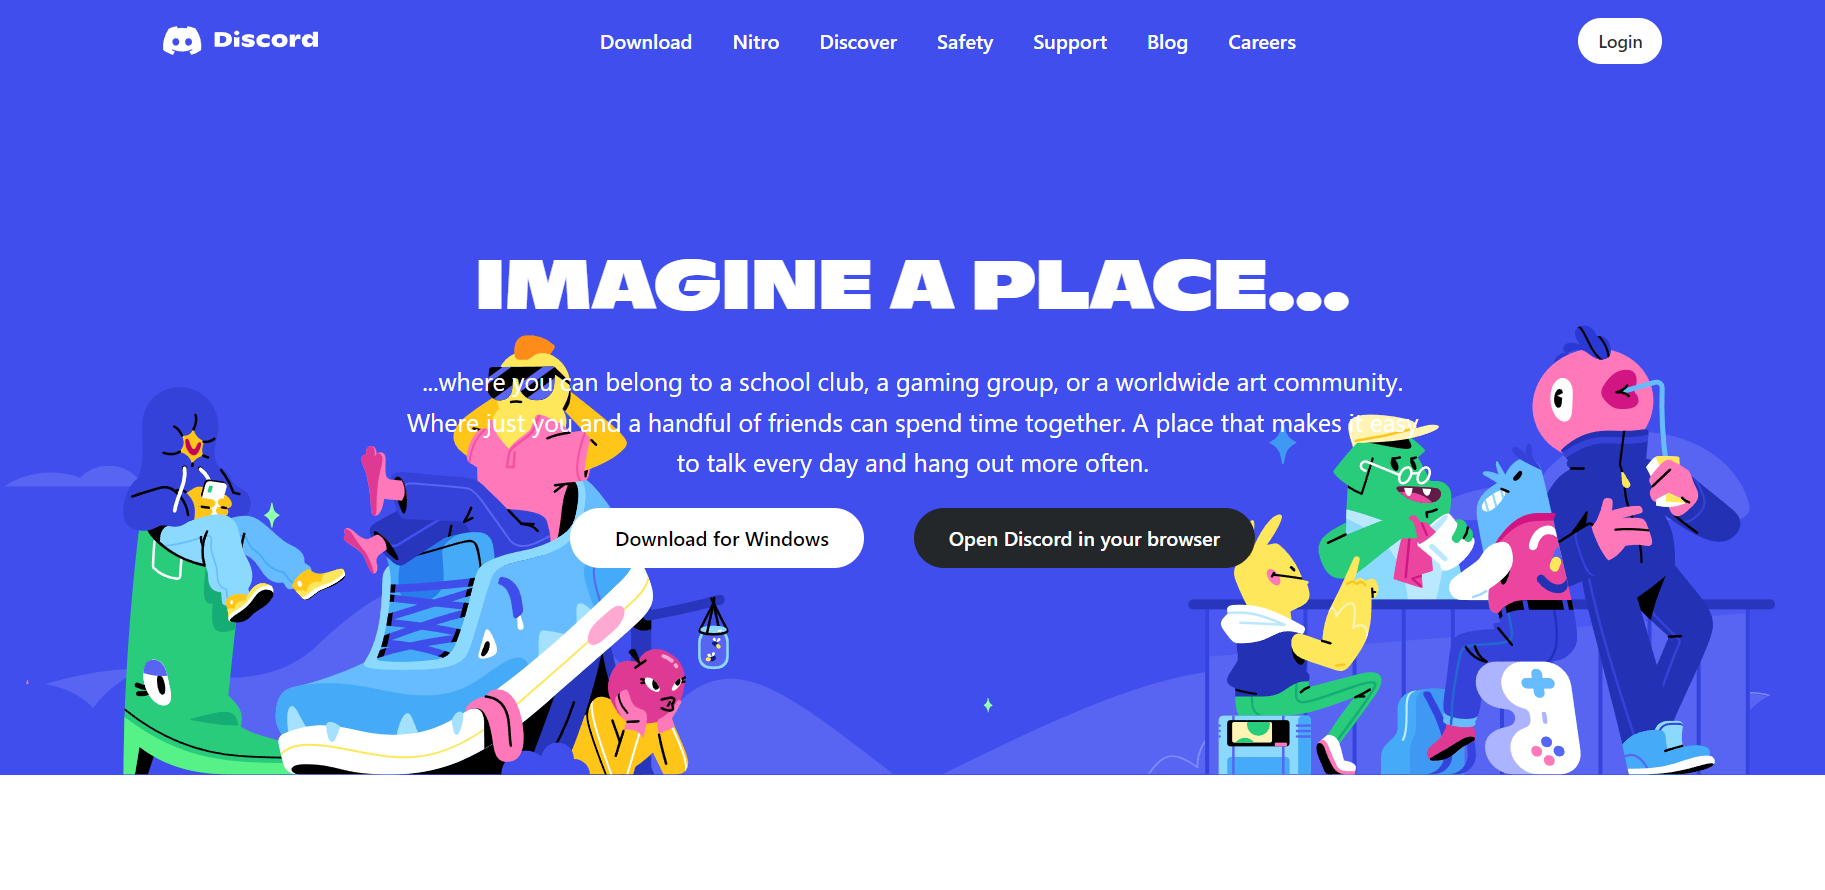 Discord
Download Nitro Discover Safety Support Blog Careers
Login
IMAGINE A PLACE...
...where you can belong to a school club, a gaming group, or a worldwide art community.
Where just you and a handful of friends can spend time together. A place that makes it easy
to talk every day and hang out more often.
Download for Windows
Open Discord in your browser